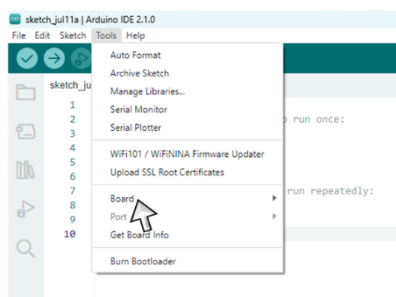 sketch_jul11a | Arduino IDE 2.1.0
File Edit Sketch Tools Help
Auto Format
Archive Sketch
Manage Libraries...
Serial Monitor
Serial Plotter
WiFi101 / WiFiNINA Firmware Updater
Upload SSL Root Certificates
Board
Port
Get Board Info
Burn Bootloader
sketch_ju
1
2 run once:
3
4
5
6
7 run repeatedly:
8
9
10